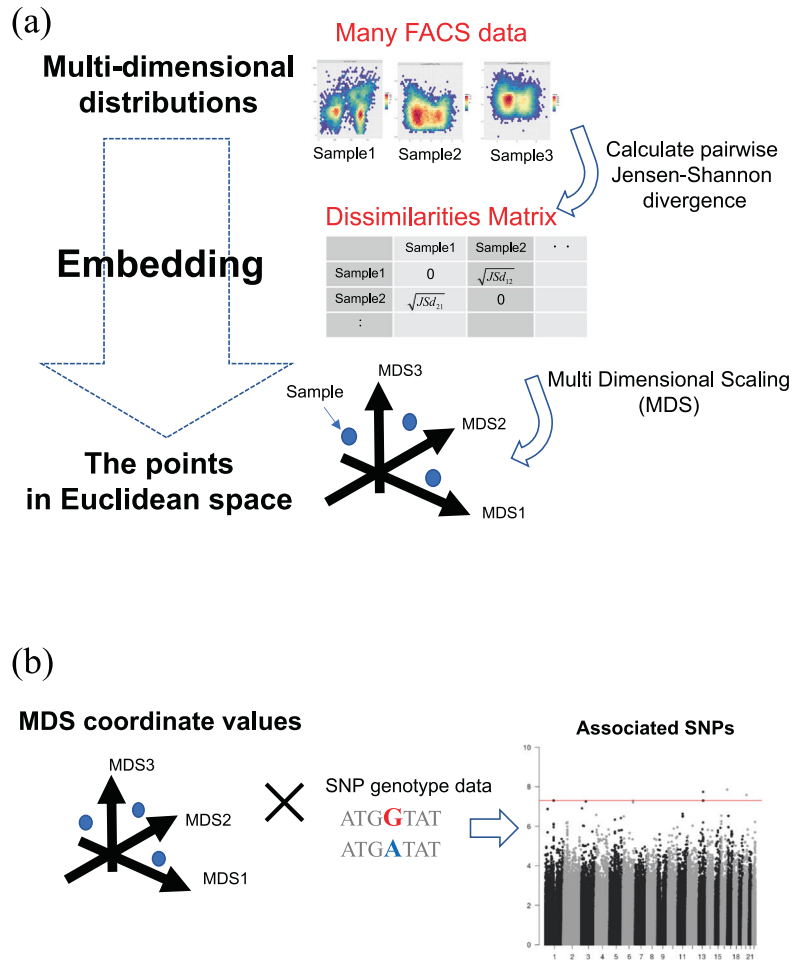 (a)
Many FACS data
Multi-dimensional
distributions
Sample1 Sample2 Sample3
Calculate pairwise
Jensen-Shannon
divergence
Dissimilarities Matrix
Sample1 Sample2 · ·
Sample1 0 √JSd12
Sample2 √JSd21 0
:
Embedding
Multi Dimensional Scaling
(MDS)
MDS3
Sample
MDS2
MDS1
The points
in Euclidean space
(b)
MDS coordinate values
MDS3
MDS2
MDS1
SNP genotype data
ATGGTAT
ATGATAT
Associated SNPs
10
8
6
4
2
0
1 2 3 4 5 6 7 8 9 11 13 15 18 21